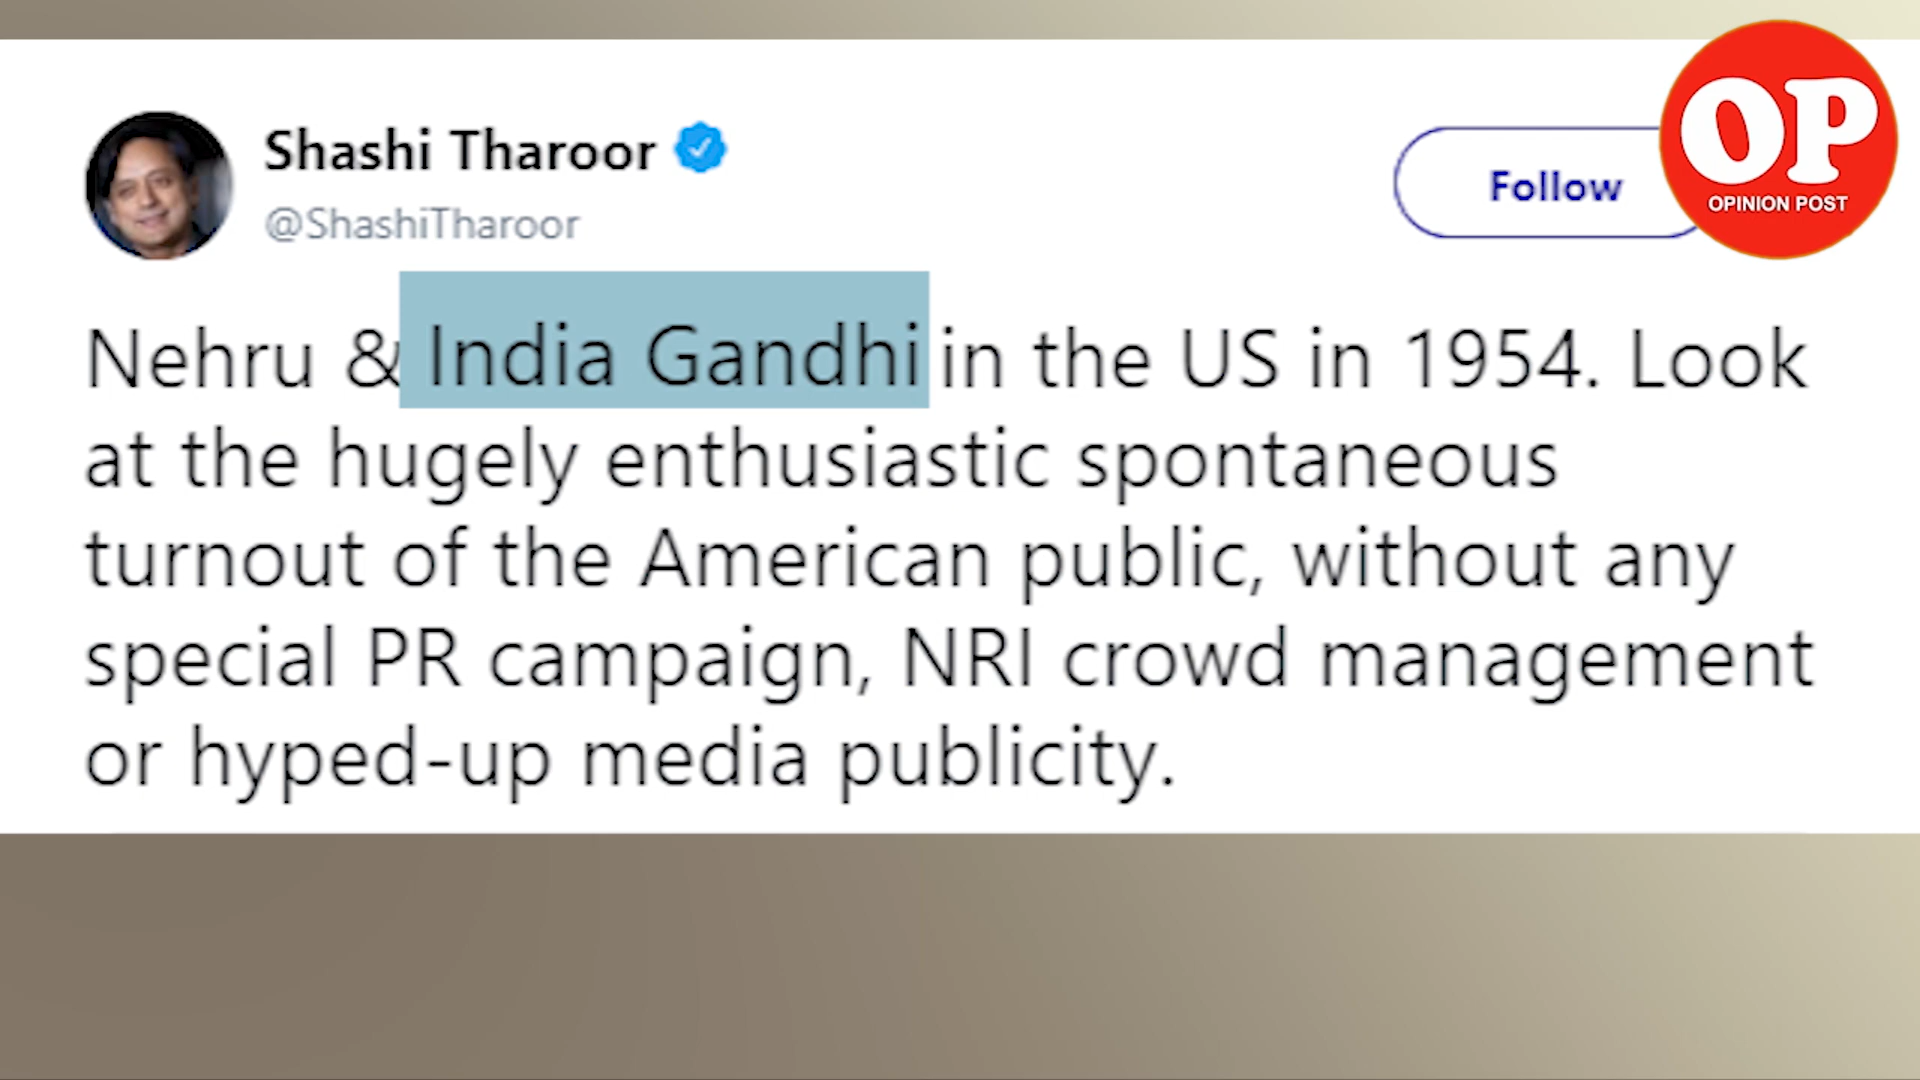 Shashi Tharoor
@ShashiTharoor
Follow
OP
OPINION POST
Nehru & India Gandhi in the US in 1954. Look
at the hugely enthusiastic spontaneous
turnout of the American public, without any
special PR campaign, NRI crowd management
or hyped-up media publicity.